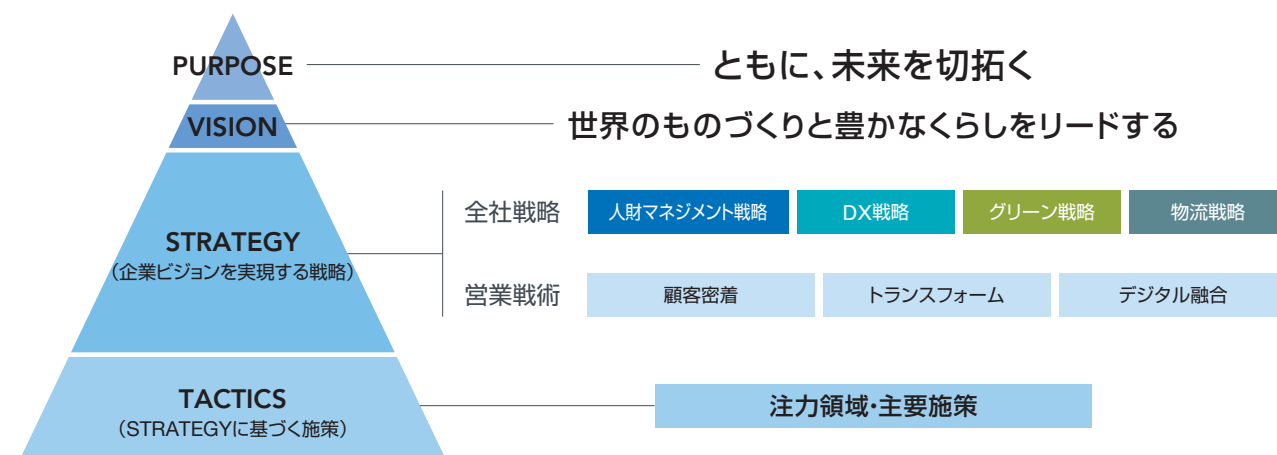 PURPOSE
ともに、未来を切拓く
VISION
世界のものづくりと豊かなくらしをリードする
STRATEGY
（企業ビジョンを実現する戦略）
全社戦略
人財マネジメント戦略
DX戦略
グリーン戦略
物流戦略
営業戦術
顧客密着
トランスフォーム
デジタル融合
TACTICS
（STRATEGYに基づく施策）
注力領域・主要施策